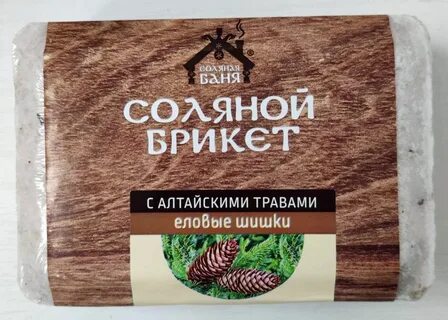 СОЛЯНАЯ
БАНЯ
СОЛЯНОЙ
БРИКЕТ
С АЛТАЙСКИМИ ТРАВАМИ
еловые шишки